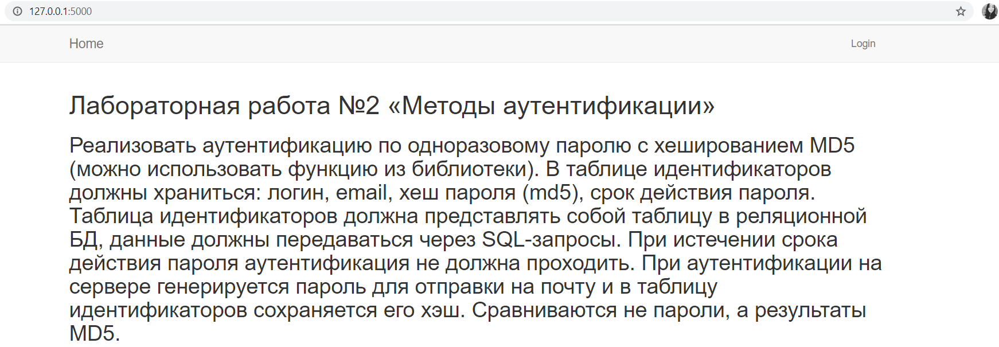 127.0.0.1:5000
Home
Login
Лабораторная работа №2 «Методы аутентификации»
Реализовать аутентификацию по одноразовому паролю с хешированием MD5
(можно использовать функцию из библиотеки). В таблице идентификаторов
должны храниться: логин, email, хеш пароля (md5), срок действия пароля.
Таблица идентификаторов должна представлять собой таблицу в реляционной
БД, данные должны передаваться через SQL-запросы. При истечении срока
действия пароля аутентификация не должна проходить. При аутентификации на
сервере генерируется пароль для отправки на почту и в таблицу
идентификаторов сохраняется его хэш. Сравниваются не пароли, а результаты
MD5.